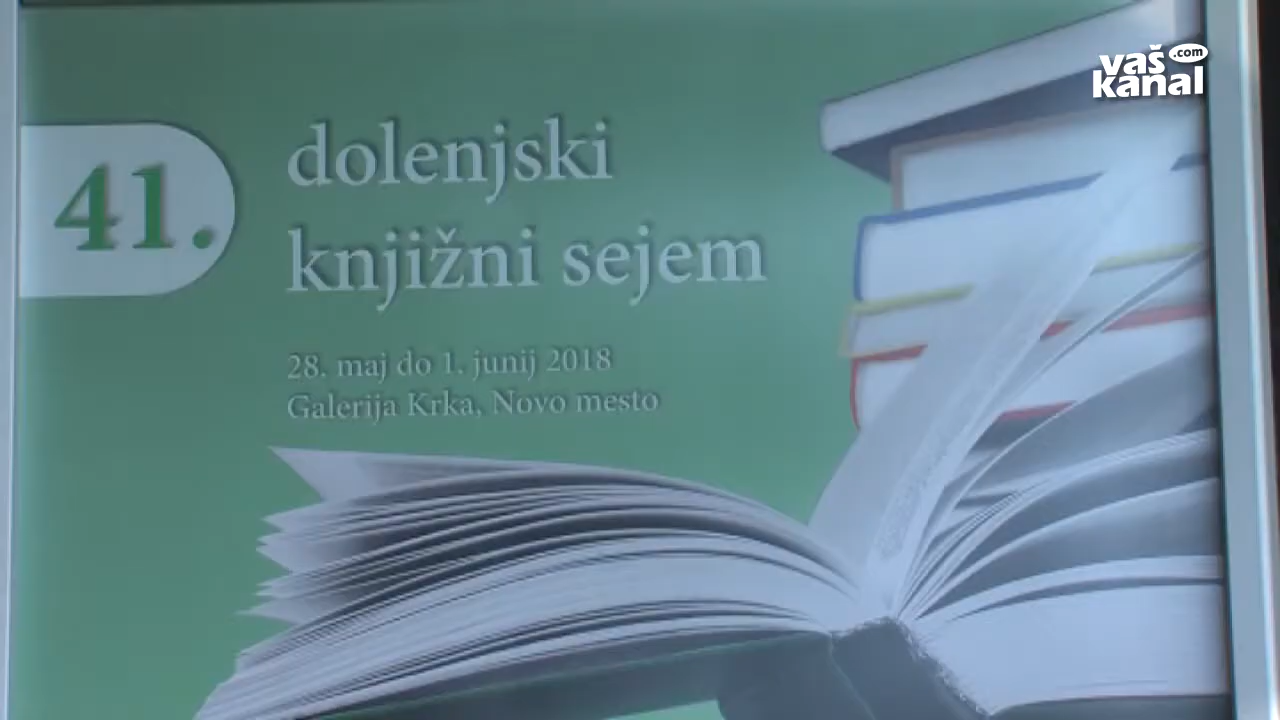 vaš .com
kanal
41.
dolenjski
knjižni sejem
28. maj do 1. junij 2018
Galerija Krka, Novo mesto